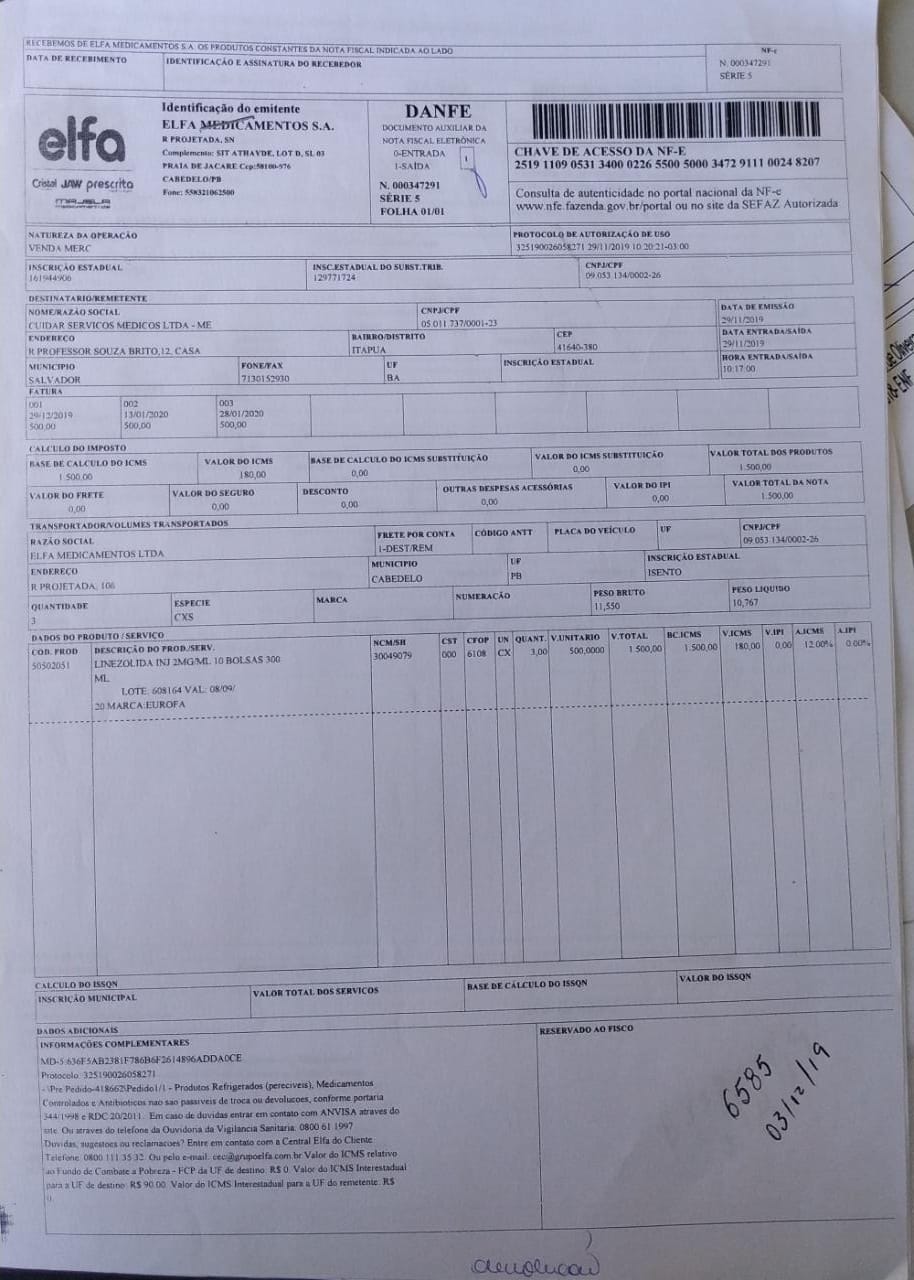 RECEBEMOS DE ELFA MEDICAMENTOS S.A. OS PRODUTOS CONSTANTES DA NOTA FISCAL INDICADA AO LADO
DATA DE RECEBIMENTO IDENTIFICAÇÃO E ASSINATURA DO RECEBEDOR
NF-e
N. 000347291
SÉRIE 5
elfa
Cristal JAW prescrita
MAJELA
Identificação do emitente
ELFA MEDICAMENTOS S.A.
R PROJETADA, SN
Complemento: SIT ATHAYDE, LOT D, SL 03
PRAIA DE JACARE Cep:58100-976
CABEDELO/PB
Fone: 558321062500
DANFE
DOCUMENTO AUXILIAR DA
NOTA FISCAL ELETRÔNICA
0-ENTRADA
1-SAÍDA
1
N. 000347291
SÉRIE 5
FOLHA 01/01
CHAVE DE ACESSO DA NF-E
2519 1109 0531 3400 0226 5500 5000 3472 9111 0024 8207
Consulta de autenticidade no portal nacional da NF-e
www.nfe.fazenda.gov.br/portal ou no site da SEFAZ Autorizada
NATUREZA DA OPERAÇÃO PROTOCOLO DE AUTORIZAÇÃO DE USO
VENDA MERC 325190026058271 29/11/2019 10:20:21-03:00
INSCRIÇÃO ESTADUAL INSC.ESTADUAL DO SUBST.TRIB. CNPJ/CPF
161944906 129771724 09.053.134/0002-26
DESTINATARIO/REMETENTE
NOME/RAZÃO SOCIAL CNPJ/CPF DATA DE EMISSÃO
CUIDAR SERVICOS MEDICOS LTDA - ME 05.011.737/0001-23 29/11/2019
ENDEREÇO BAIRRO/DISTRITO CEP DATA ENTRADA/SAÍDA
R PROFESSOR SOUZA BRITO,12, CASA ITAPUA 41640-380 29/11/2019
MUNICIPIO FONE/FAX UF INSCRIÇÃO ESTADUAL HORA ENTRADA/SAÍDA
SALVADOR 7130152930 BA 10:17:00
FATURA
001 002 003
29/12/2019 13/01/2020 28/01/2020
500,00 500,00 500,00
CALCULO DO IMPOSTO
BASE DE CALCULO DO ICMS VALOR DO ICMS BASE DE CALCULO DO ICMS SUBSTITUIÇÃO VALOR DO ICMS SUBSTITUIÇÃO VALOR TOTAL DOS PRODUTOS
1.500,00 180,00 0,00 0,00 1.500,00
VALOR DO FRETE VALOR DO SEGURO DESCONTO OUTRAS DESPESAS ACESSÓRIAS VALOR DO IPI VALOR TOTAL DA NOTA
0,00 0,00 0,00 0,00 0,00 1.500,00
TRANSPORTADOR/VOLUMES TRANSPORTADOS
RAZÃO SOCIAL FRETE POR CONTA CÓDIGO ANTT PLACA DO VEÍCULO UF CNPJ/CPF
ELFA MEDICAMENTOS LTDA 1-DEST/REM 09.053.134/0002-26
ENDEREÇO MUNICIPIO UF INSCRIÇÃO ESTADUAL
R PROJETADA, 106 CABEDELO PB ISENTO
QUANTIDADE ESPECIE MARCA NUMERAÇÃO PESO BRUTO PESO LIQUIDO
3 CXS 11,550 10,767
DADOS DO PRODUTO / SERVIÇO
COD. PROD DESCRIÇÃO DO PROD./SERV. NCM/SH CST CFOP UN QUANT. V.UNITARIO V.TOTAL BC.ICMS V.ICMS V.IPI A.ICMS A.IPI
50502051 LINEZOLIDA INJ 2MG/ML 10 BOLSAS 300 30049079 000 6108 CX 3,00 500,0000 1.500,00 1.500,00 180,00 0,00 12.00% 0.00%
ML
LOTE: 608164 VAL: 08/09/
20 MARCA:EUROFA
CALCULO DO ISSQN
INSCRIÇÃO MUNICIPAL VALOR TOTAL DOS SERVICOS BASE DE CÁLCULO DO ISSQN VALOR DO ISSQN
DADOS ADICIONAIS
INFORMAÇÕES COMPLEMENTARES RESERVADO AO FISCO
MD-5:636F5AB2381F786B6F2614896ADDA0CE
Protocolo: 325190026058271
- \Pre Pedido-418662\Pedido1/1 - Produtos Refrigerados (pereciveis), Medicamentos
Controlados e Antibioticos nao sao passiveis de troca ou devolucoes, conforme portaria
344/1998 e RDC 20/2011. Em caso de duvidas entrar em contato com ANVISA atraves do
site. Ou atraves do telefone da Ouvidoria da Vigilancia Sanitaria: 0800 61 1997
Duvidas, sugestoes ou reclamacoes? Entre em contato com a Central Elfa do Cliente
Telefone: 0800 111 35 32. Ou pelo e-mail: cec@grupoelfa.com.br Valor do ICMS relativo
ao Fundo de Combate a Pobreza - FCP da UF de destino: R$ 0. Valor do ICMS Interestadual
para a UF de destino: R$ 90.00. Valor do ICMS Interestadual para a UF do remetente: R$
0.
6585
03/12/19